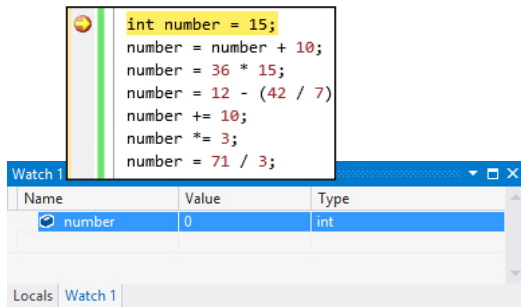 int number = 15;
number = number + 10;
number = 36 * 15;
number = 12 - (42 / 7)
number += 10;
number *= 3;
number = 71 / 3;
Watch 1
Name Value Type
number 0 int
Locals Watch 1